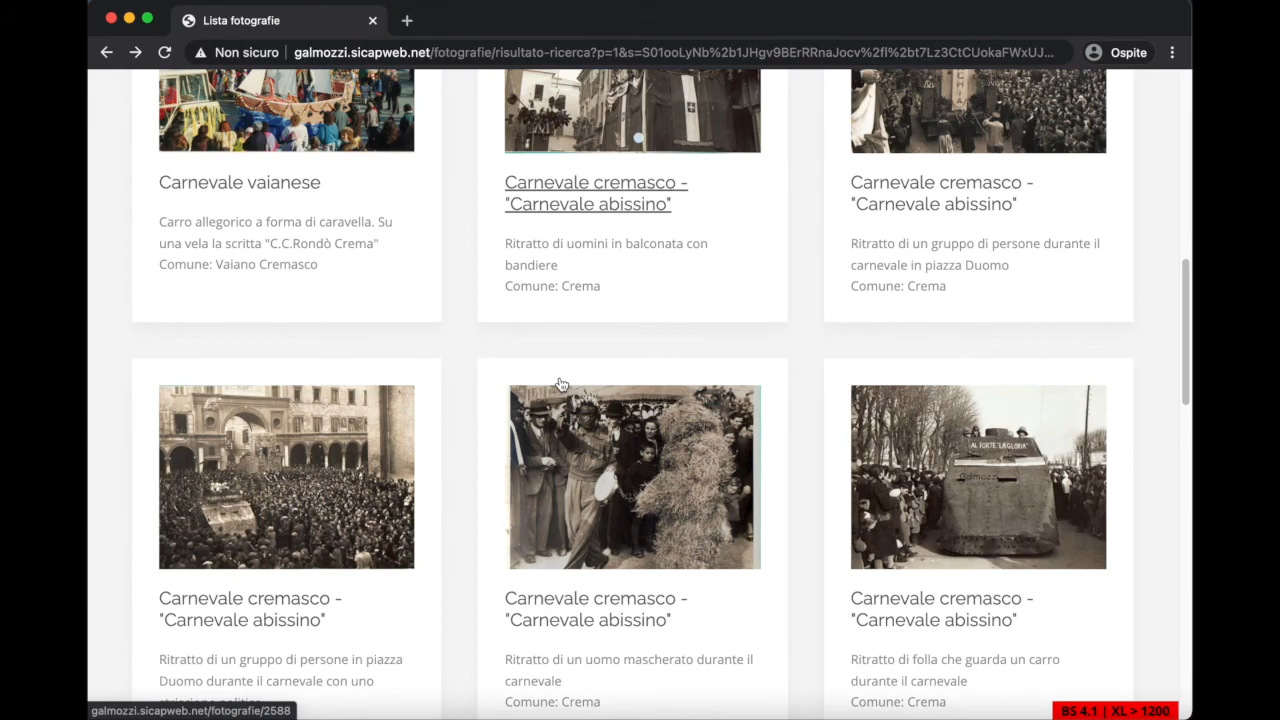 Lista fotografie
Non sicuro
galmozzi.sicapweb.net/fotografie/risultato-ricerca?p=1&s=S01ooLyNb%2b1JHgv9BErRRnaJocv%2fl%2bt7Lz3CtCUokaFWxUJ...
Ospite
Carnevale vaianese
Carro allegorico a forma di caravella. Su
una vela la scritta "C.C.Rondò Crema"
Comune: Vaiano Cremasco
Carnevale cremasco -
"Carnevale abissino"
Ritratto di uomini in balconata con
bandiere
Comune: Crema
Carnevale cremasco -
"Carnevale abissino"
Ritratto di un gruppo di persone durante il
carnevale in piazza Duomo
Comune: Crema
AL FORTE "LA GLORIA"
Galmozzi
Carnevale cremasco -
"Carnevale abissino"
Ritratto di un gruppo di persone in piazza
Duomo durante il carnevale con uno
Carnevale cremasco -
"Carnevale abissino"
Ritratto di un uomo mascherato durante il
carnevale
Comune: Crema
Carnevale cremasco -
"Carnevale abissino"
Ritratto di folla che guarda un carro
durante il carnevale
Comune: Crema
galmozzi.sicapweb.net/fotografie/2588
BS 4.1 | XL > 1200